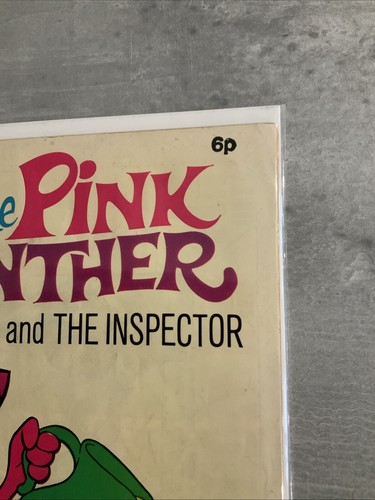 6p
e PINK
NTHER
and THE INSPECTOR